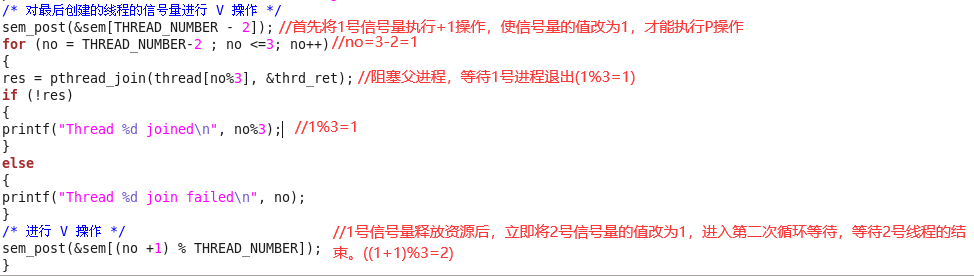 /* 对最后创建的线程的信号量进行 V 操作 */
sem_post(&sem[THREAD_NUMBER - 2]); //首先将1号信号量执行+1操作，使信号量的值改为1，才能执行P操作
for (no = THREAD_NUMBER-2 ; no <=3; no++)//no=3-2=1
{
res = pthread_join(thread[no%3], &thrd_ret); //阻塞父进程，等待1号进程退出(1%3=1)
if (!res)
{
printf("Thread %d joined\n", no%3); //1%3=1
}
else
{
printf("Thread %d join failed\n", no);
}
/* 进行 V 操作 */
sem_post(&sem[(no +1) % THREAD_NUMBER]); //1号信号量释放资源后，立即将2号信号量的值改为1，进入第二次循环等待，等待2号线程的结
束。((1+1)%3=2)
}